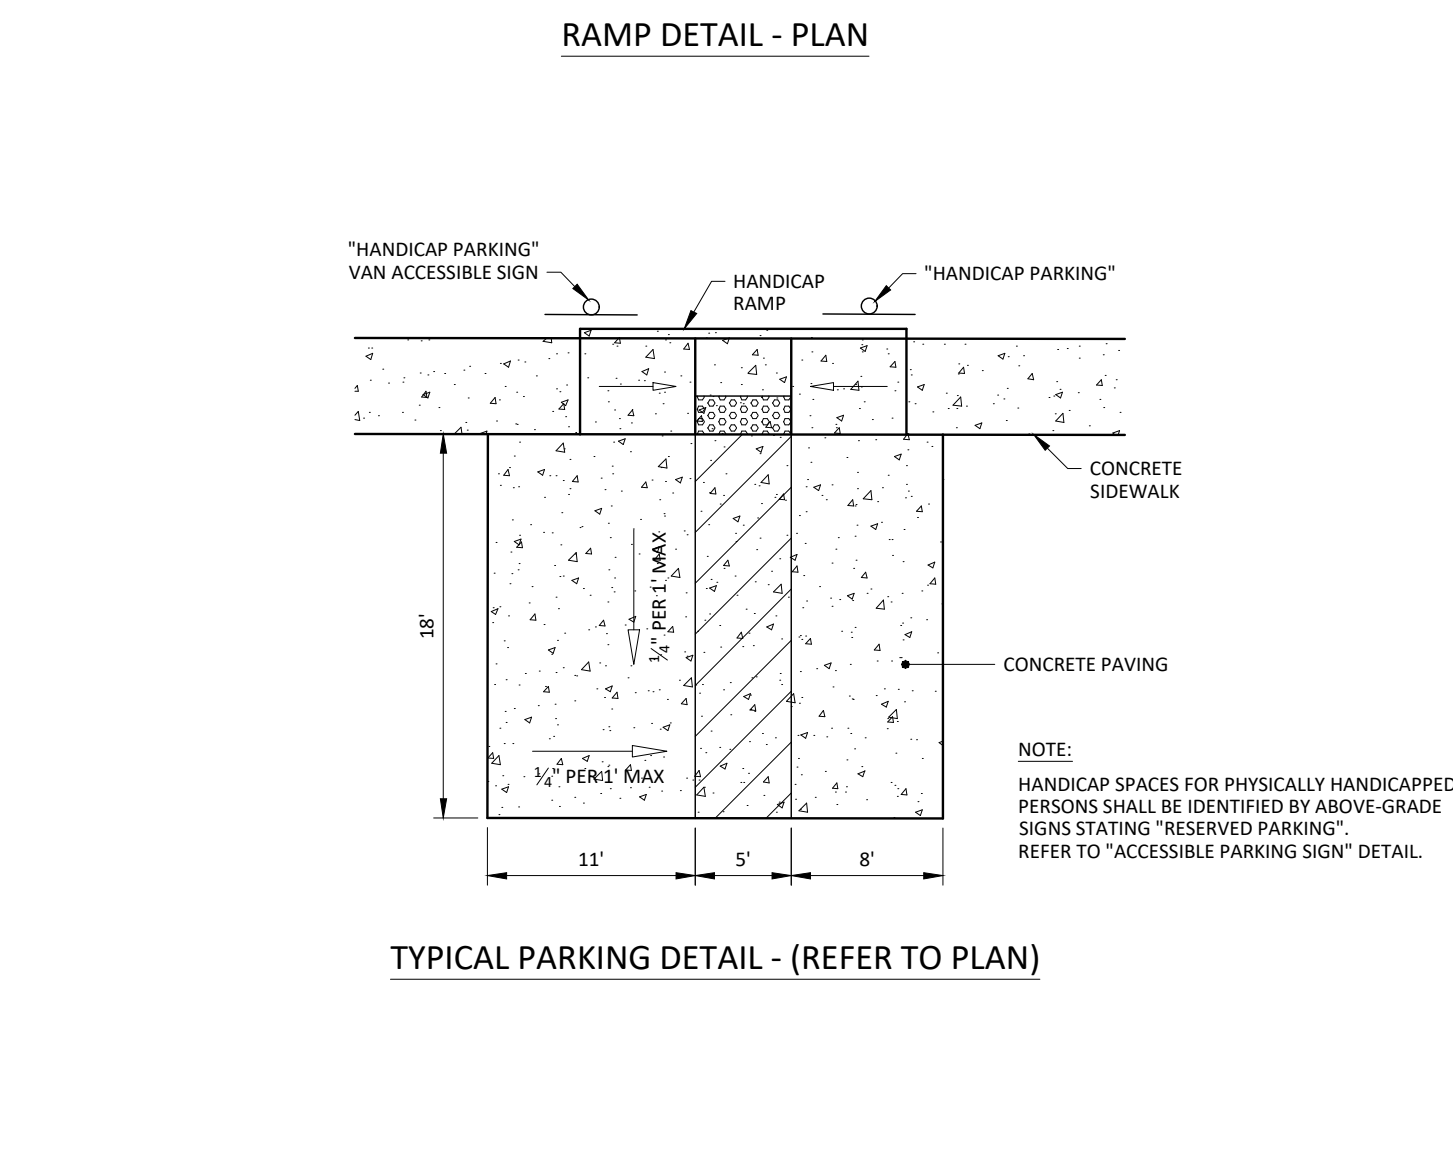 RAMP DETAIL - PLAN
"HANDICAP PARKING"
VAN ACCESSIBLE SIGN
HANDICAP
RAMP
"HANDICAP PARKING"
CONCRETE
SIDEWALK
18'
¼" PER 1' MAX
CONCRETE PAVING
¼" PER 1' MAX
NOTE:
HANDICAP SPACES FOR PHYSICALLY HANDICAPPED
PERSONS SHALL BE IDENTIFIED BY ABOVE-GRADE
SIGNS STATING "RESERVED PARKING".
REFER TO "ACCESSIBLE PARKING SIGN" DETAIL.
11'
5'
8'
TYPICAL PARKING DETAIL - (REFER TO PLAN)